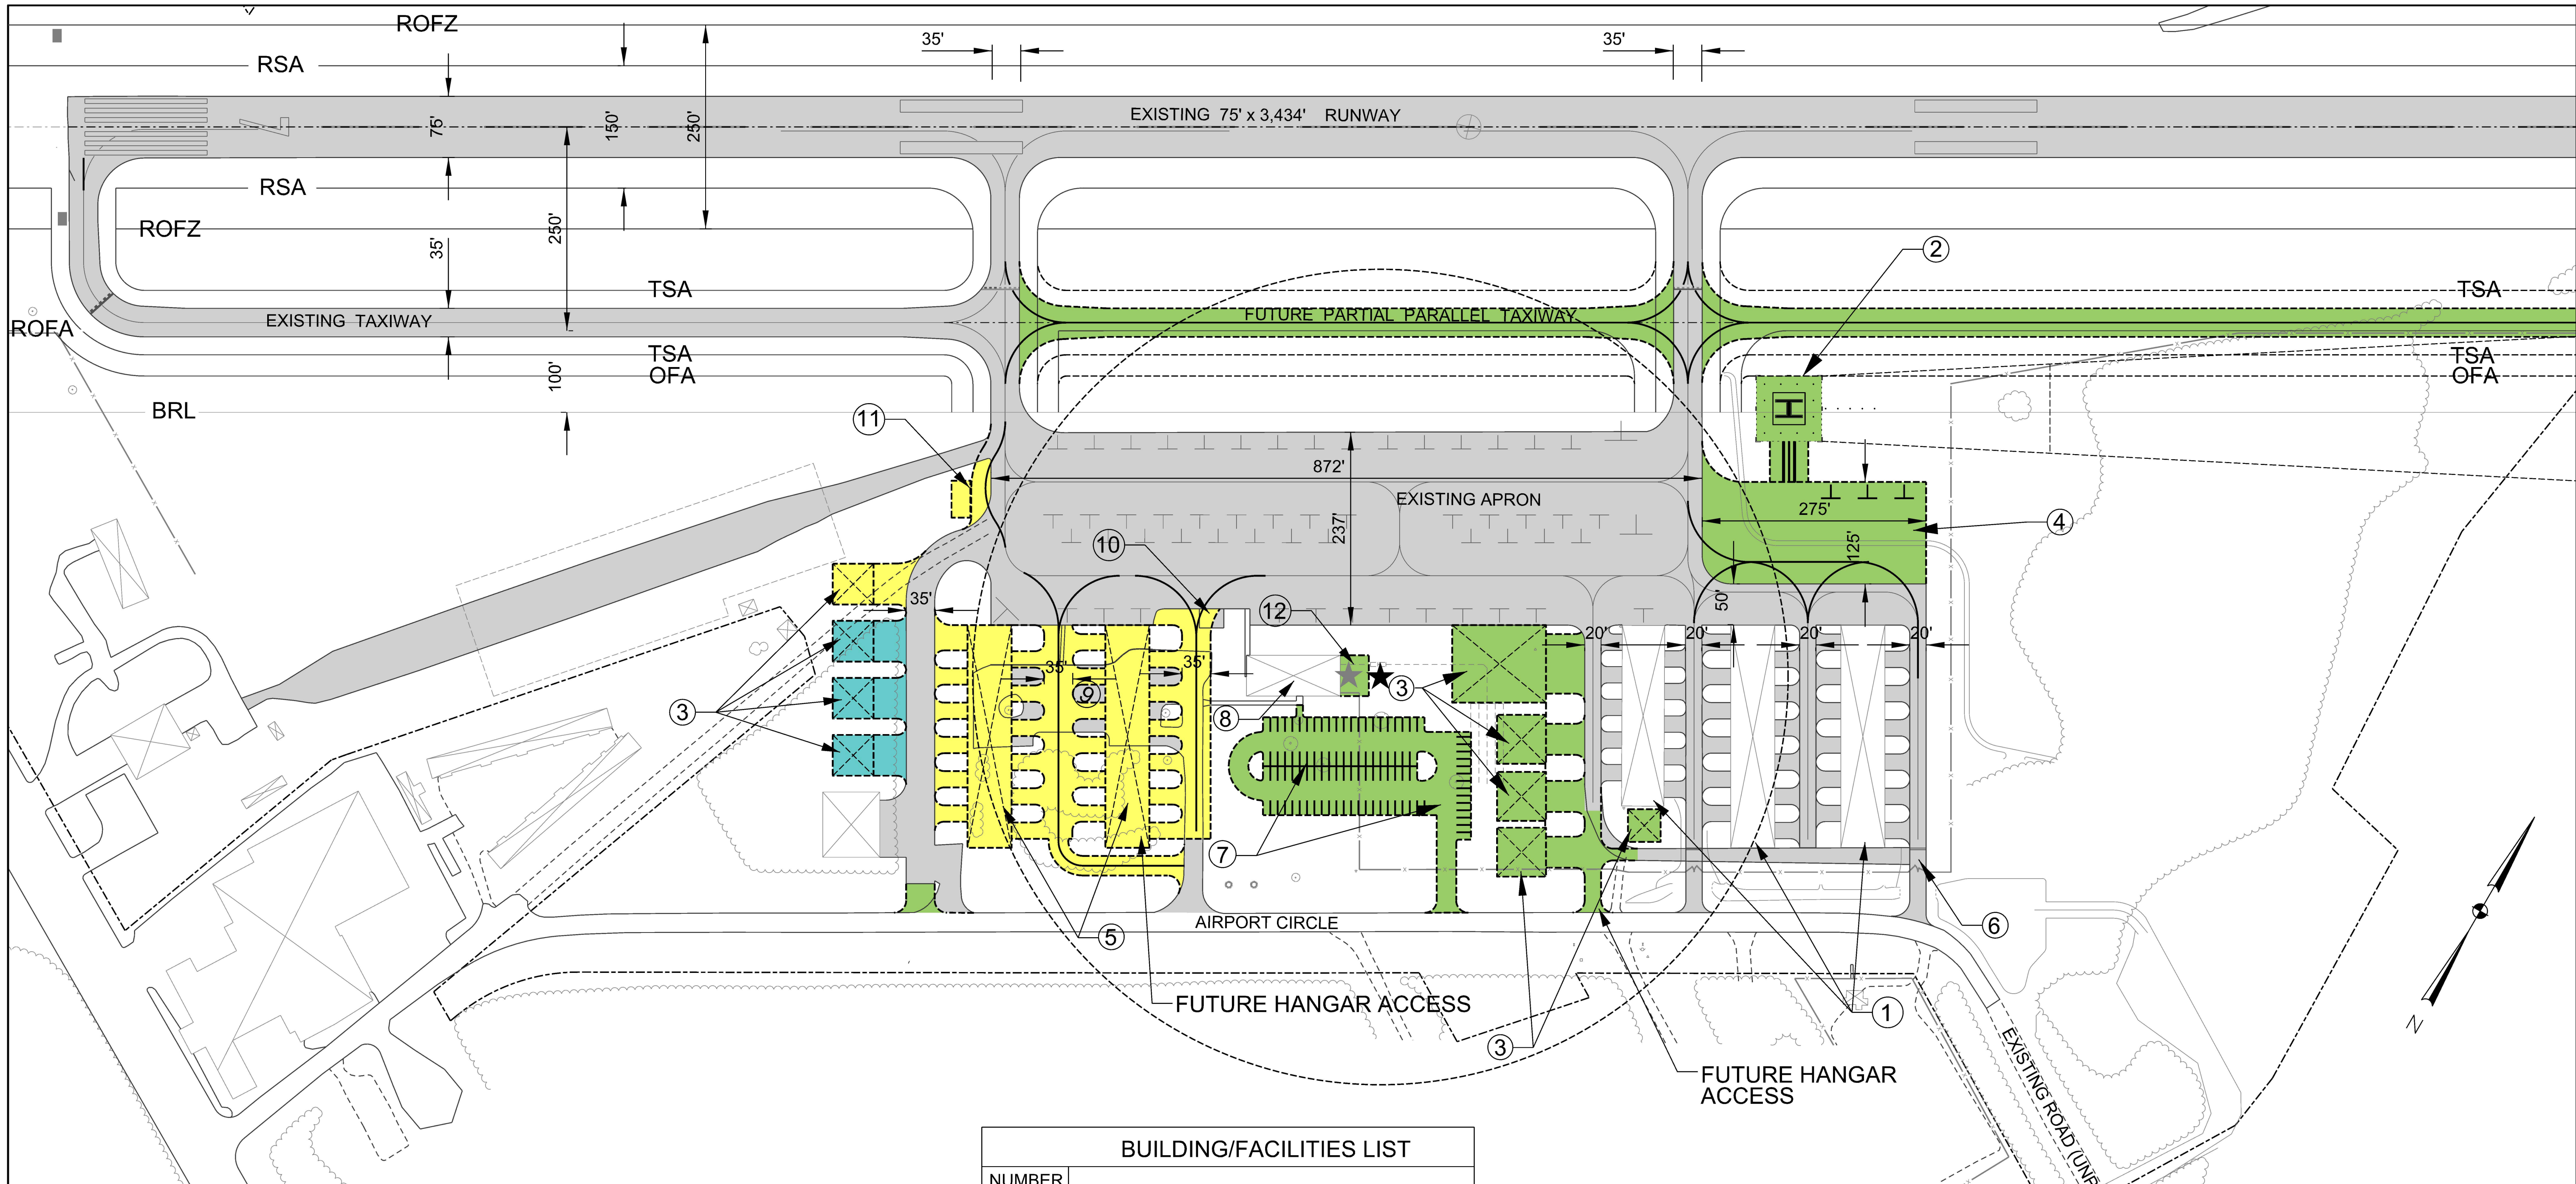 ROFZ
35'
35'
RSA
EXISTING 75' x 3,434' RUNWAY
75'
150'
250'
RSA
ROFZ
250'
35'
2
TSA
TSA
EXISTING TAXIWAY
FUTURE PARTIAL PARALLEL TAXIWAY
ROFA
TSA
OFA
TSA
OFA
100'
H
BRL
11
872'
EXISTING APRON
275'
4
237'
10
125'
35'
12
50'
20'
20'
20'
20'
35'
35'
9
3
3
8
7
5
AIRPORT CIRCLE
6
FUTURE HANGAR ACCESS
1
3
N
FUTURE HANGAR
ACCESS
EXISTING ROAD (UNP
BUILDING/FACILITIES LIST
NUMBER